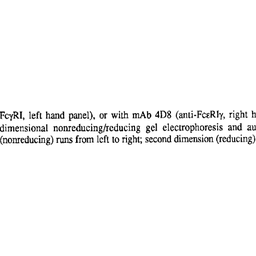 FcγRI, left hand panel), or with mAb 4D8 (anti-FcεRIγ, right h
dimensional nonreducing/reducing gel electrophoresis and au
(nonreducing) runs from left to right; second dimension (reducing)